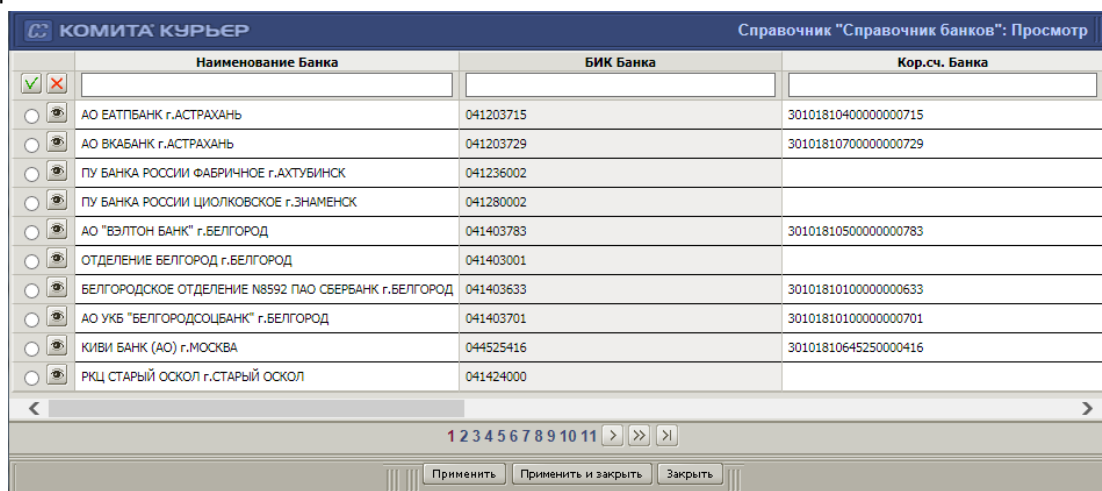 КОМИТА КУРЬЕР
Справочник "Справочник банков": Просмотр
Наименование Банка БИК Банка Кор.сч. Банка
АО ЕАТПБАНК г.АСТРАХАНЬ 041203715 30101810400000000715
АО ВКАБАНК г.АСТРАХАНЬ 041203729 30101810700000000729
ПУ БАНКА РОССИИ ФАБРИЧНОЕ г.АХТУБИНСК 041236002
ПУ БАНКА РОССИИ ЦИОЛКОВСКОЕ г.ЗНАМЕНСК 041280002
АО "ВЭЛТОН БАНК" г.БЕЛГОРОД 041403783 30101810500000000783
ОТДЕЛЕНИЕ БЕЛГОРОД г.БЕЛГОРОД 041403001
БЕЛГОРОДСКОЕ ОТДЕЛЕНИЕ N8592 ПАО СБЕРБАНК г.БЕЛГОРОД 041403633 30101810100000000633
АО УКБ "БЕЛГОРОДСОЦБАНК" г.БЕЛГОРОД 041403701 30101810100000000701
КИВИ БАНК (АО) г.МОСКВА 044525416 30101810645250000416
РКЦ СТАРЫЙ ОСКОЛ г.СТАРЫЙ ОСКОЛ 041424000
1 2 3 4 5 6 7 8 9 10 11
Применить Применить и закрыть Закрыть